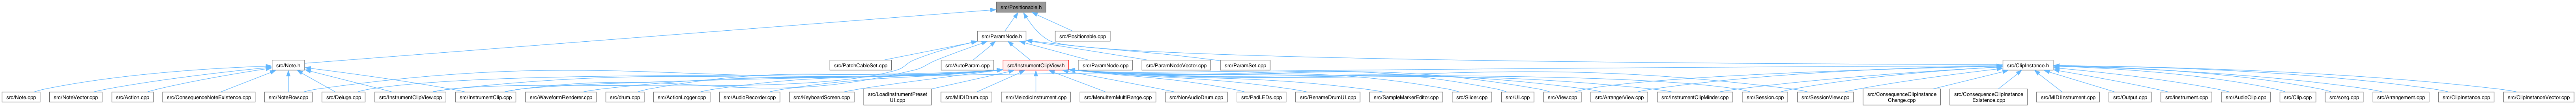 src/Positionable.h
src/ParamNode.h
src/Positionable.cpp
src/Note.h
src/PatchCableSet.cpp
src/AutoParam.cpp
src/InstrumentClipView.h
src/ParamNode.cpp
src/ParamNodeVector.cpp
src/ParamSet.cpp
src/ClipInstance.h
src/Note.cpp
src/NoteVector.cpp
src/Action.cpp
src/ConsequenceNoteExistence.cpp
src/NoteRow.cpp
src/Deluge.cpp
src/InstrumentClipView.cpp
src/InstrumentClip.cpp
src/WaveformRenderer.cpp
src/drum.cpp
src/ActionLogger.cpp
src/AudioRecorder.cpp
src/KeyboardScreen.cpp
src/LoadInstrumentPreset
UI.cpp
src/MIDIDrum.cpp
src/MelodicInstrument.cpp
src/MenuItemMultiRange.cpp
src/NonAudioDrum.cpp
src/PadLEDs.cpp
src/RenameDrumUI.cpp
src/SampleMarkerEditor.cpp
src/Slicer.cpp
src/UI.cpp
src/View.cpp
src/ArrangerView.cpp
src/InstrumentClipMinder.cpp
src/Session.cpp
src/SessionView.cpp
src/ConsequenceClipInstance
Change.cpp
src/ConsequenceClipInstance
Existence.cpp
src/MIDIInstrument.cpp
src/Output.cpp
src/instrument.cpp
src/AudioClip.cpp
src/Clip.cpp
src/song.cpp
src/Arrangement.cpp
src/ClipInstance.cpp
src/ClipInstanceVector.cpp